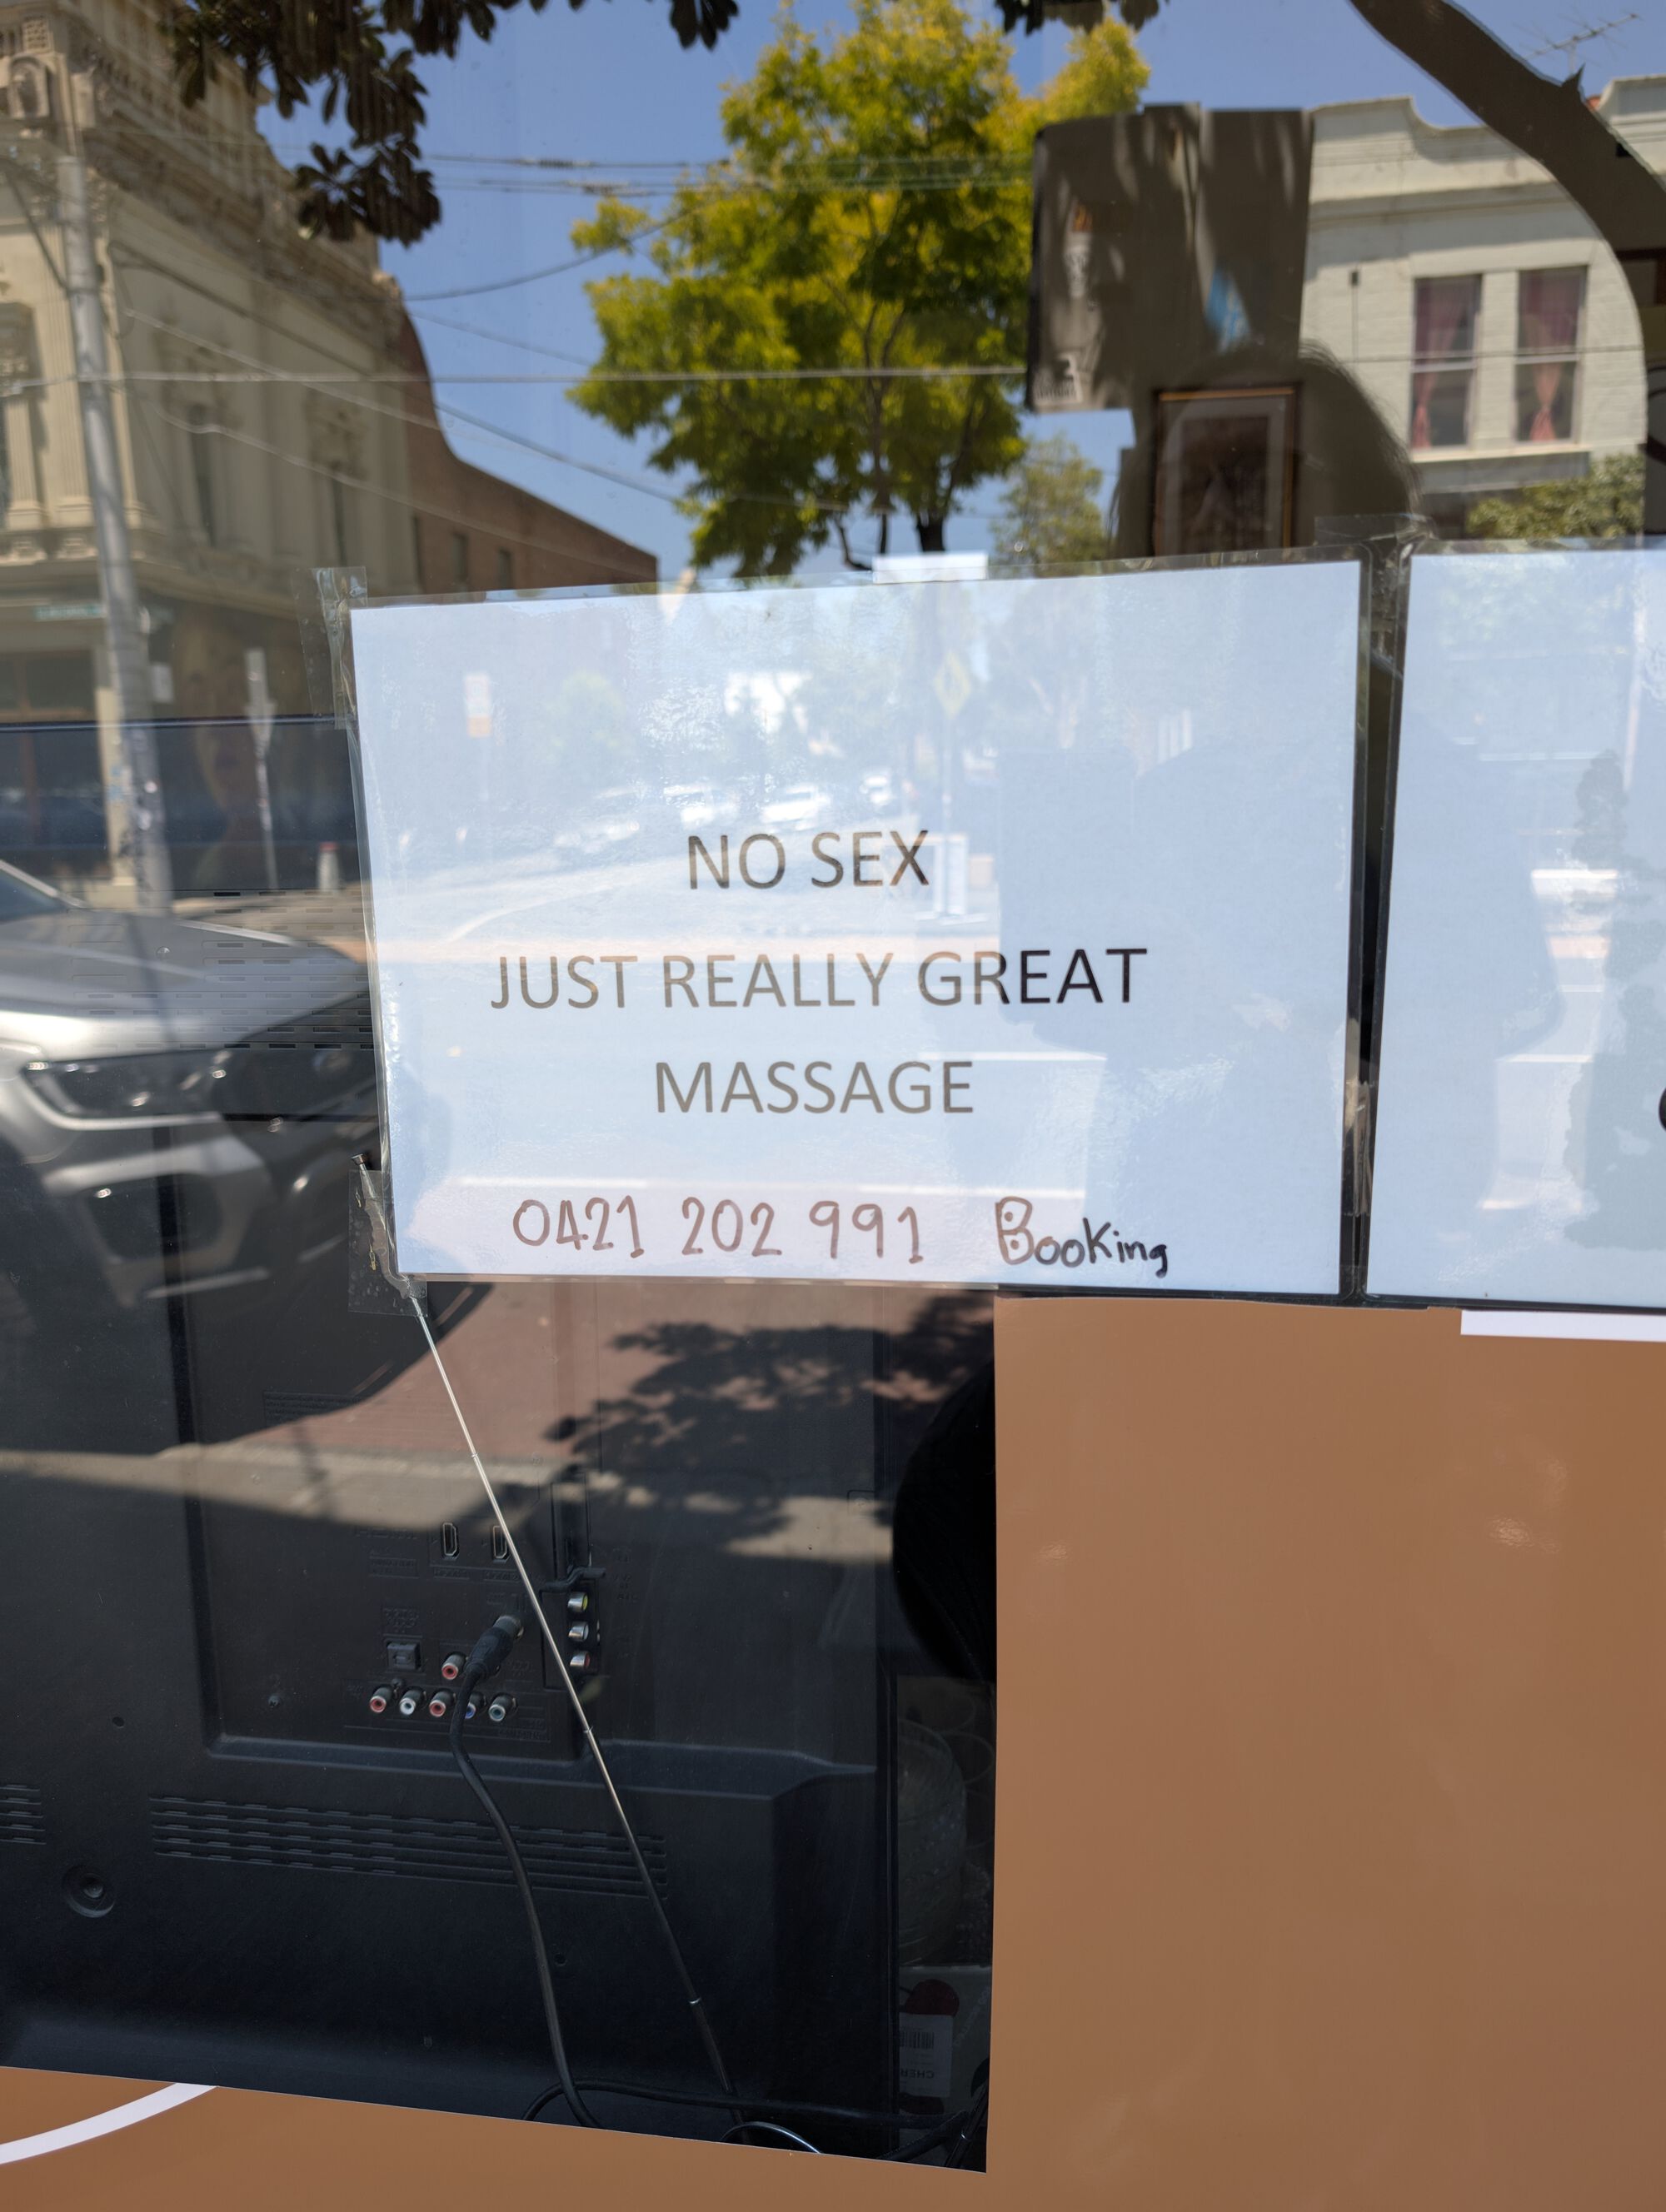 NO SEX
JUST REALLY GREAT
MASSAGE
0421 202 991 Booking